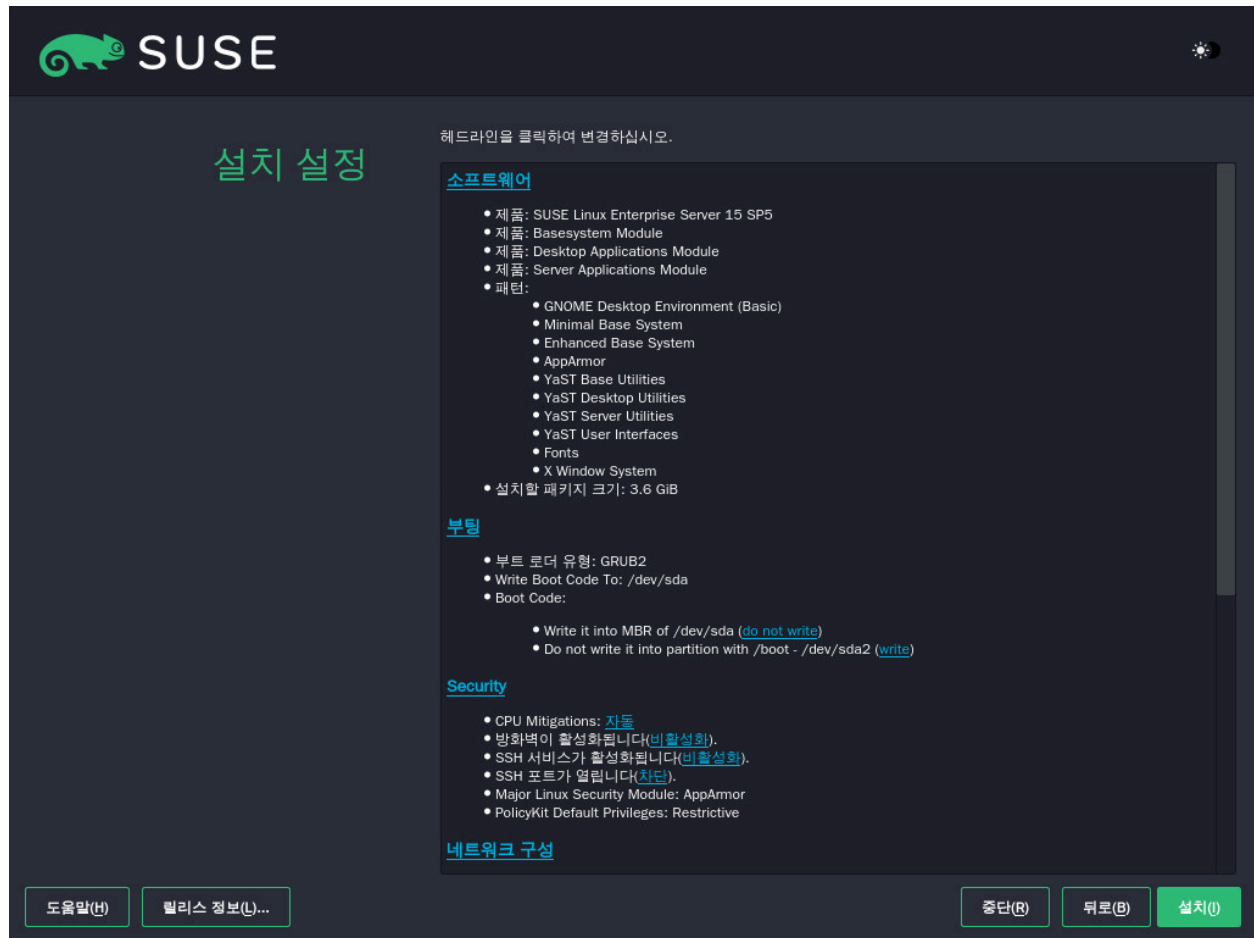 SUSE
설치 설정
헤드라인을 클릭하여 변경하십시오.
소프트웨어
제품: SUSE Linux Enterprise Server 15 SP5
제품: Basesystem Module
제품: Desktop Applications Module
제품: Server Applications Module
패턴:
GNOME Desktop Environment (Basic)
Minimal Base System
Enhanced Base System
AppArmor
YaST Base Utilities
YaST Desktop Utilities
YaST Server Utilities
YaST User Interfaces
Fonts
X Window System
설치할 패키지 크기: 3.6 GiB
부팅
부트 로더 유형: GRUB2
Write Boot Code To: /dev/sda
Boot Code:
Write it into MBR of /dev/sda (do not write)
Do not write it into partition with /boot - /dev/sda2 (write)
Security
CPU Mitigations: 자동
방화벽이 활성화됩니다(비활성화).
SSH 서비스가 활성화됩니다(비활성화).
SSH 포트가 열립니다(차단).
Major Linux Security Module: AppArmor
PolicyKit Default Privileges: Restrictive
네트워크 구성
도움말(H) 릴리스 정보(L)... 중단(R) 뒤로(B) 설치(I)